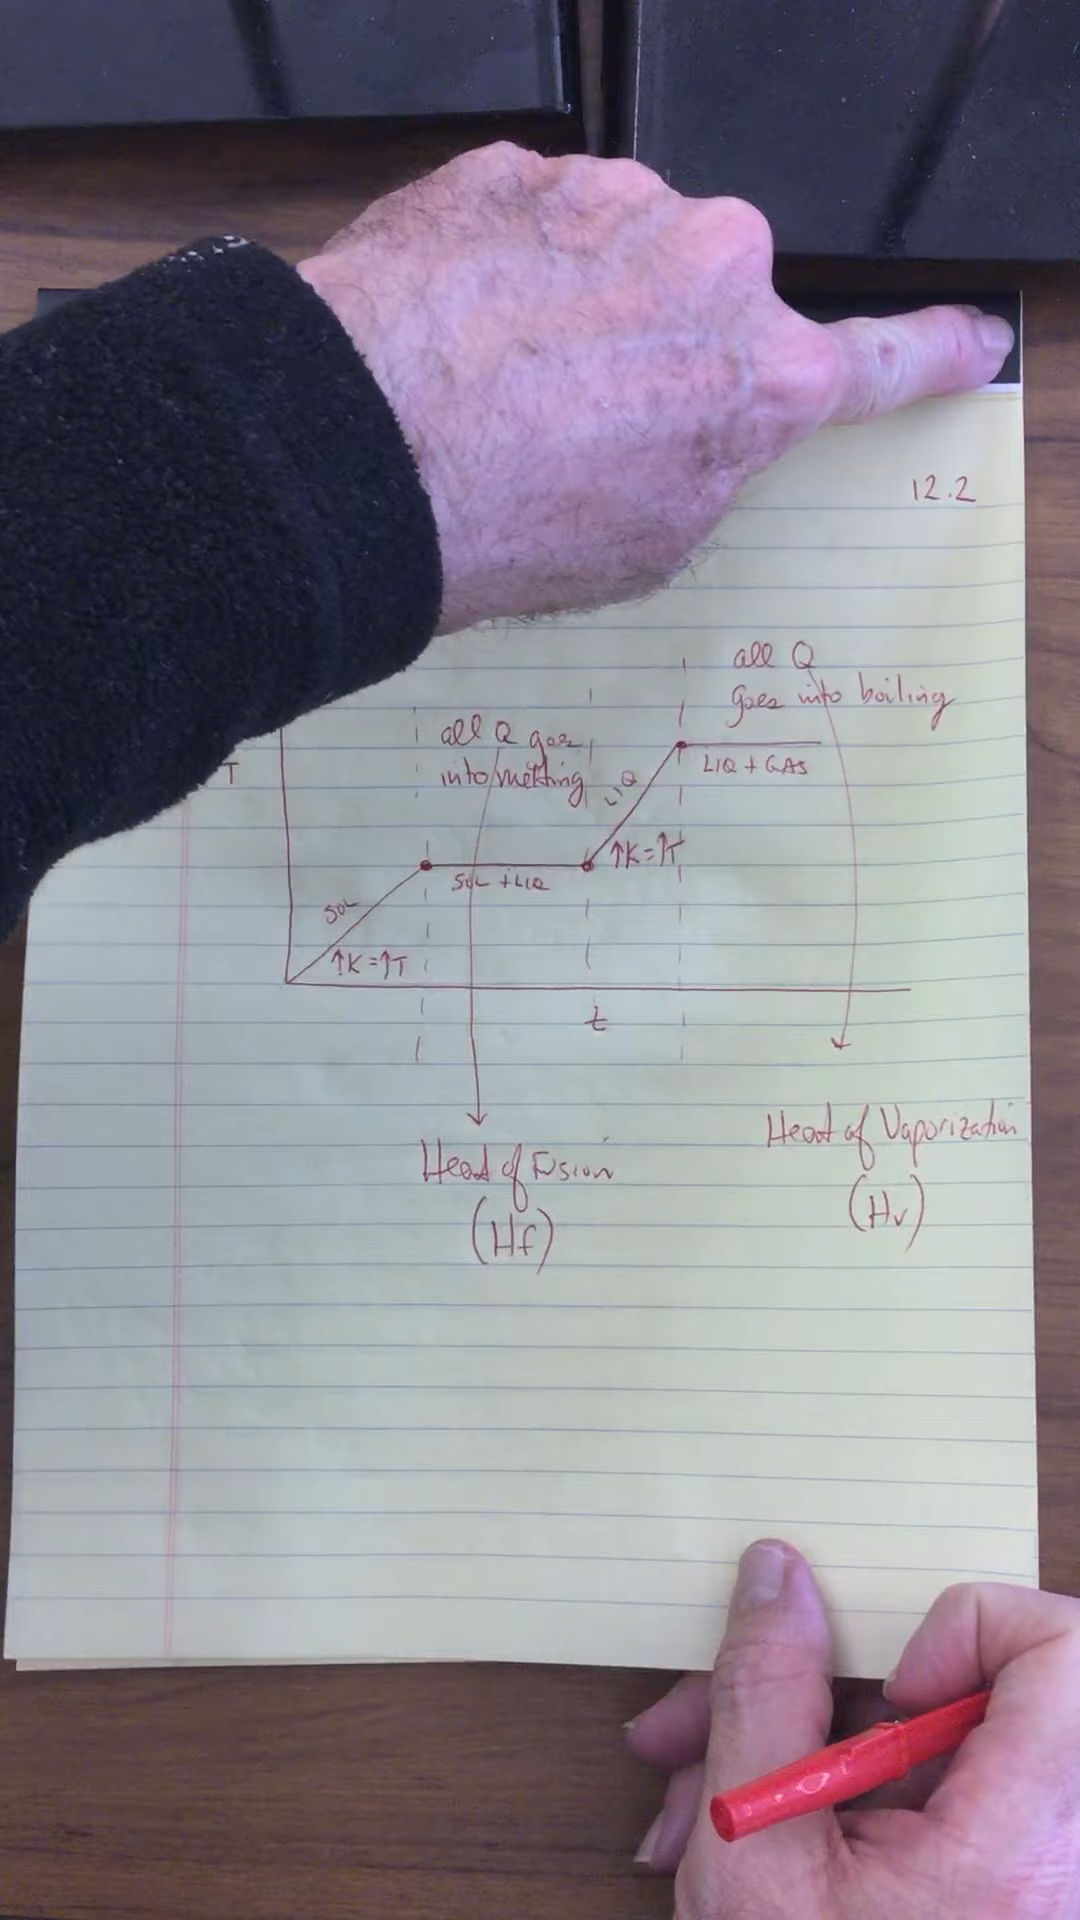 12.2
all Q
goes into boiling
all Q goes
into melting
T
LIQ
LIQ + GAS
↑K=↑T
SOL + LIQ
SOL
↑K=↑T
t
Heat of Fusion
(Hf)
Heat of Vaporization
(Hv)